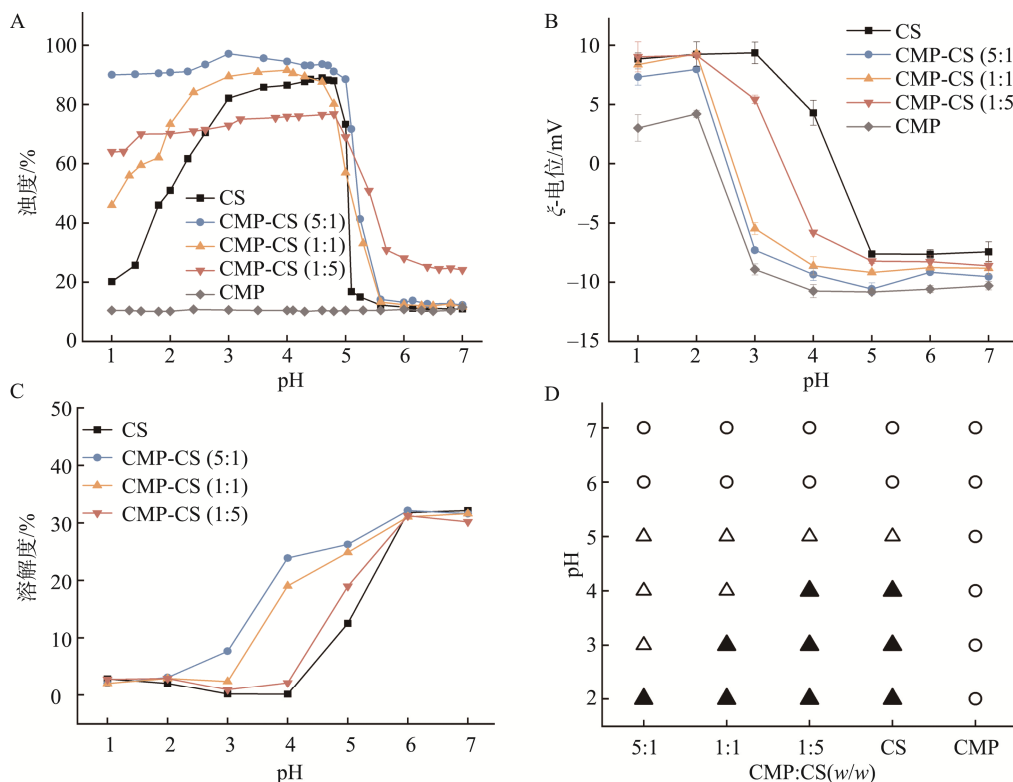 A
100
80
60
40
20
0
浊度/%
1 2 3 4 5 6 7
pH
CS
CMP-CS (5:1)
CMP-CS (1:1)
CMP-CS (1:5)
CMP
B
10
5
0
−5
−10
−15
ξ-电位/mV
1 2 3 4 5 6 7
pH
CS
CMP-CS (5:1
CMP-CS (1:1
CMP-CS (1:5
CMP
C
50
40
30
20
10
0
溶解度/%
1 2 3 4 5 6 7
pH
CS
CMP-CS (5:1)
CMP-CS (1:1)
CMP-CS (1:5)
D
7
6
5
4
3
2
pH
5:1 1:1 1:5 CS CMP
CMP:CS(w/w)